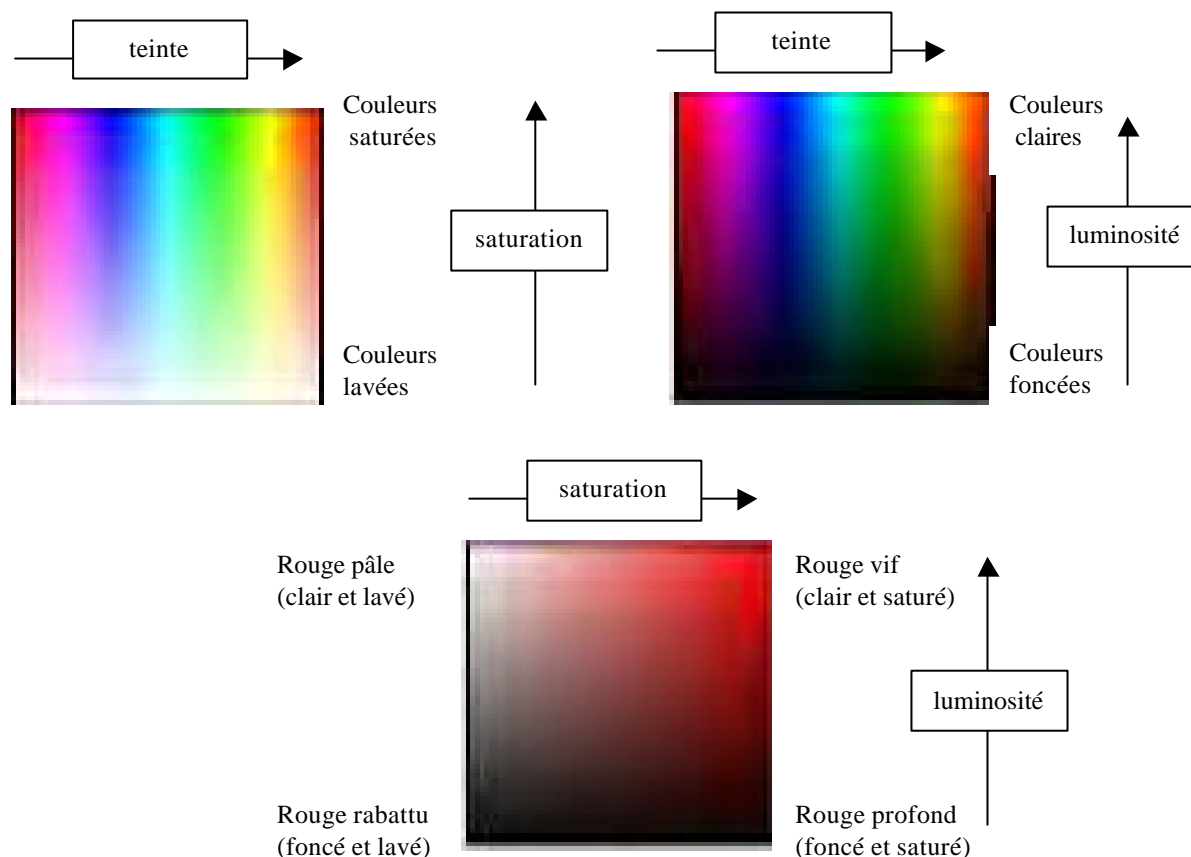 teinte
Couleurs
saturées
saturation
Couleurs
lavées
teinte
Couleurs
claires
luminosité
Couleurs
foncées
saturation
Rouge pâle
(clair et lavé)
Rouge vif
(clair et saturé)
luminosité
Rouge rabattu
(foncé et lavé)
Rouge profond
(foncé et saturé)